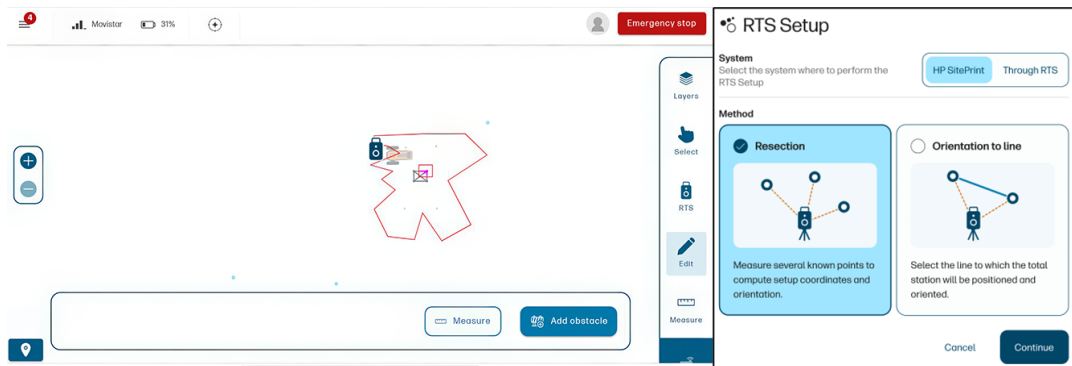 4
Movistar
31%
Emergency stop
Layers
Select
RTS
Edit
Measure
Measure
Add obstacle
RTS Setup
System
Select the system where to perform the
RTS Setup
HP SitePrint
Through RTS
Method
Resection
Measure several known points to
compute setup coordinates and
orientation.
Orientation to line
Select the line to which the total
station will be positioned and
oriented.
Cancel
Continue